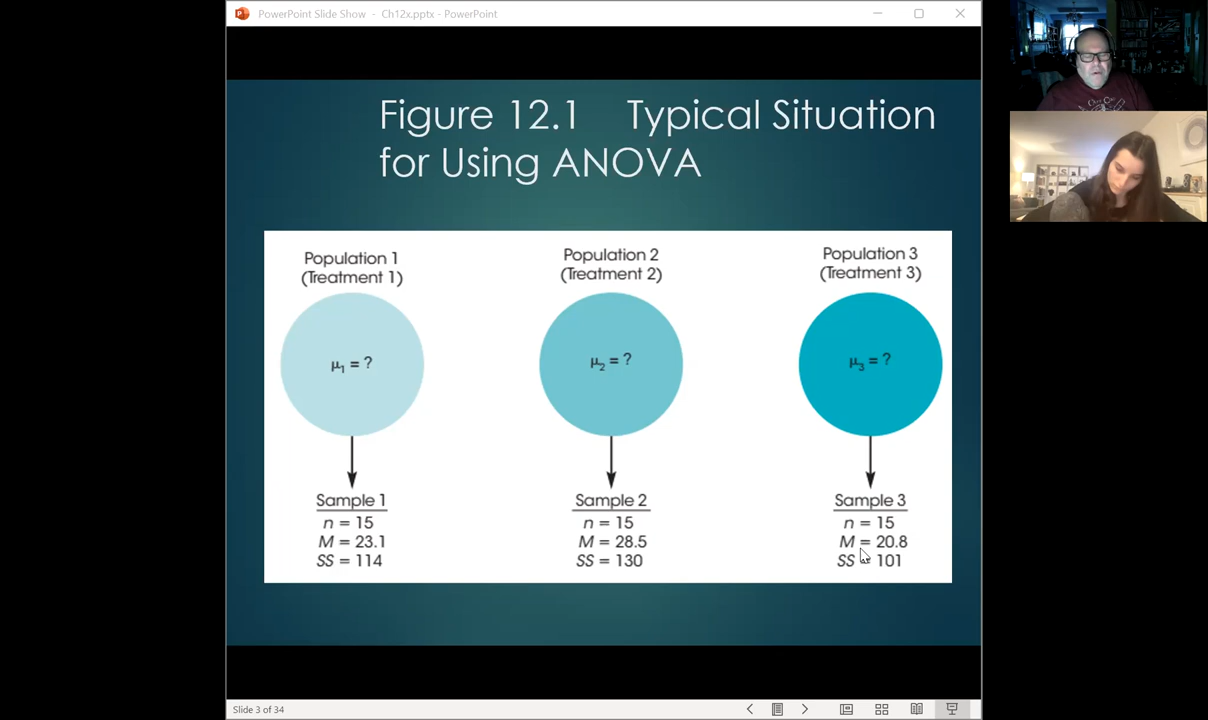 PowerPoint Slide Show - Ch12x.pptx - PowerPoint
Figure 12.1 Typical Situation
for Using ANOVA
Population 1
(Treatment 1)
μ1 = ?
Sample 1
n = 15
M = 23.1
SS = 114
Population 2
(Treatment 2)
μ2 = ?
Sample 2
n = 15
M = 28.5
SS = 130
Population 3
(Treatment 3)
μ3 = ?
Sample 3
n = 15
M = 20.8
SS = 101
Slide 3 of 34